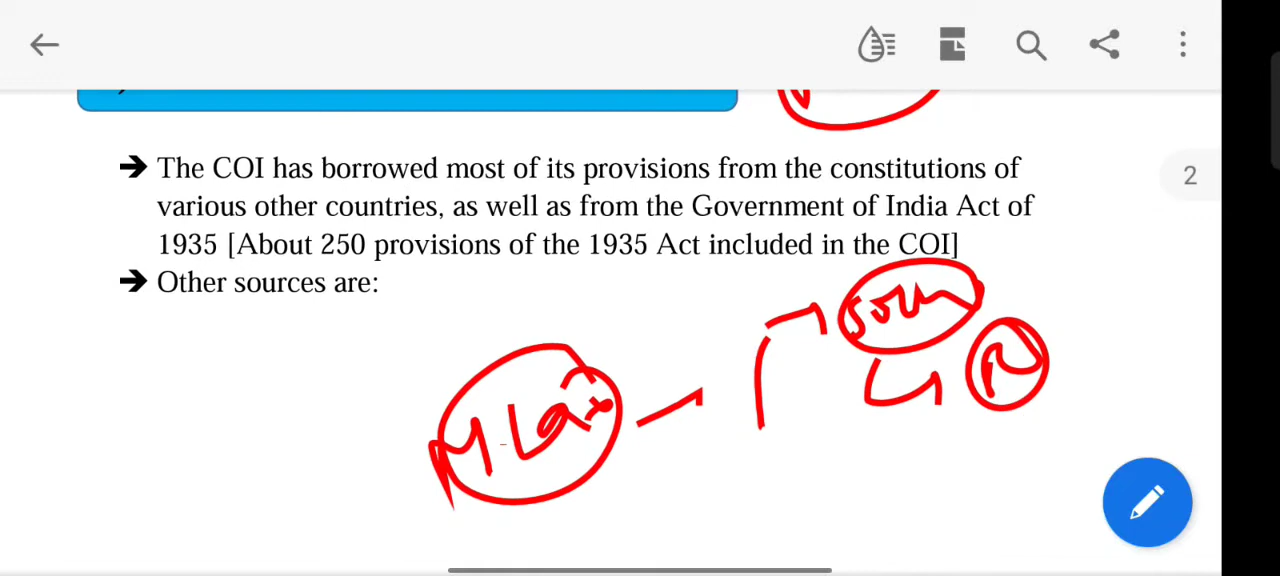 ➔ The COI has borrowed most of its provisions from the constitutions of
various other countries, as well as from the Government of India Act of
1935 [About 250 provisions of the 1935 Act included in the COI]
➔ Other sources are:
2